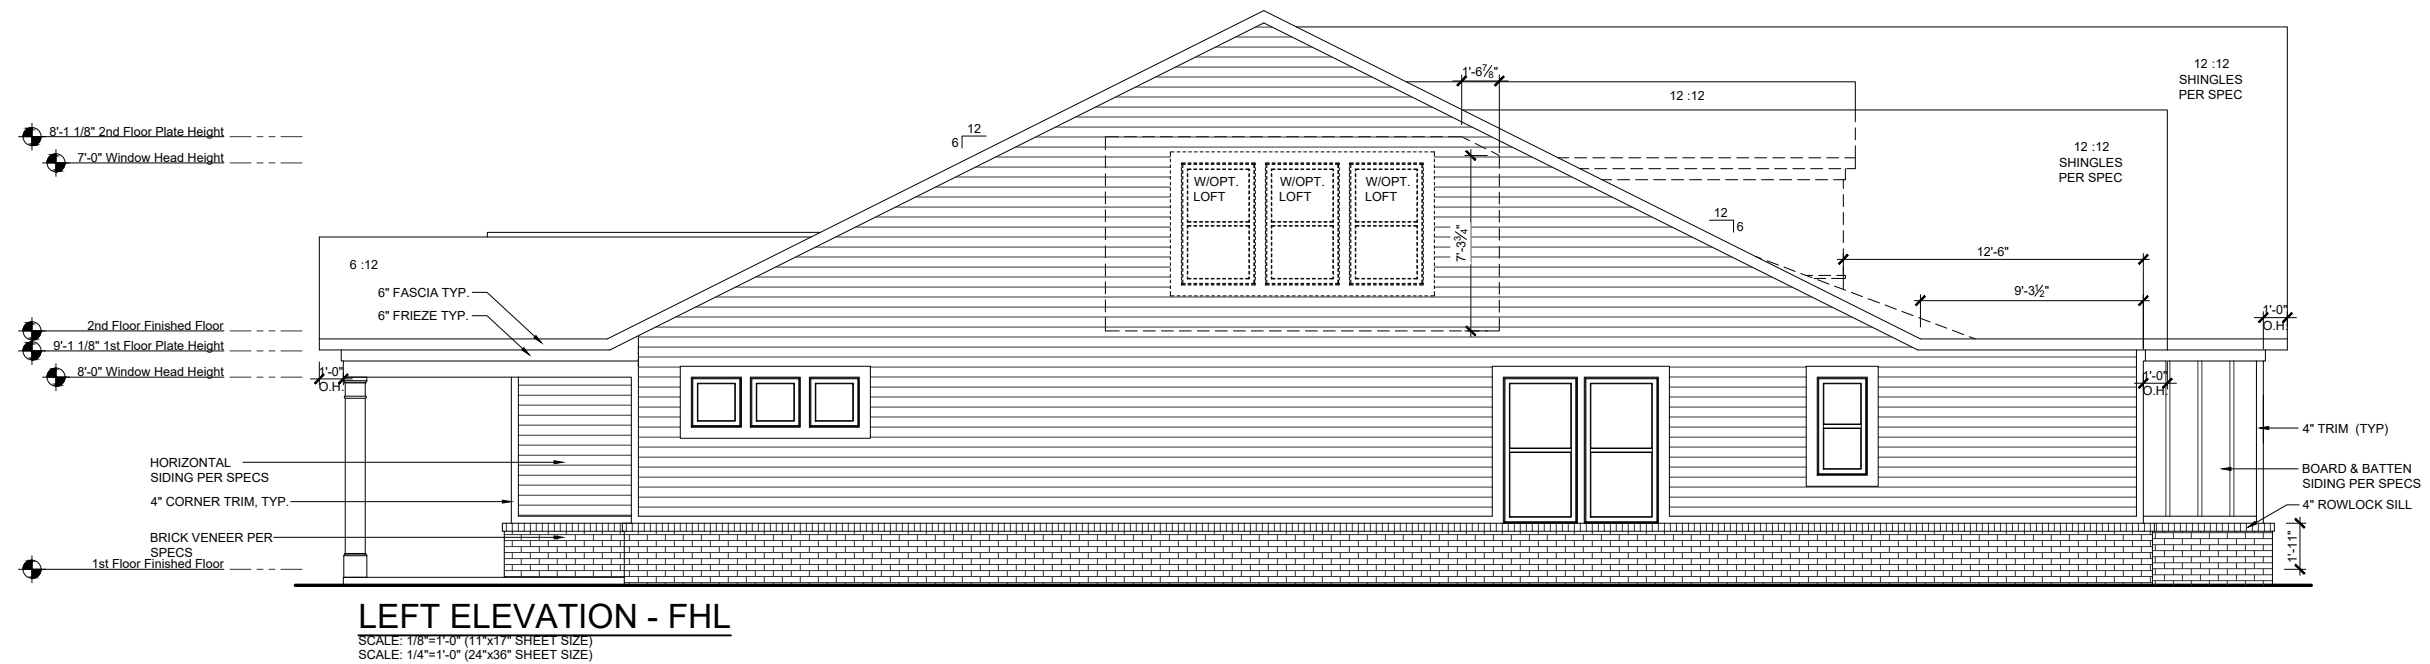 12 :12
SHINGLES
PER SPEC
1'-6⅞"
12 :12
8'-1 1/8" 2nd Floor Plate Height
7'-0" Window Head Height
12
6
12 :12
SHINGLES
PER SPEC
W/OPT.
LOFT
W/OPT.
LOFT
W/OPT.
LOFT
12
6
7'-3¾"
12'-6"
6 :12
6" FASCIA TYP.
6" FRIEZE TYP.
9'-3½"
1'-0"
O.H.
2nd Floor Finished Floor
9'-1 1/8" 1st Floor Plate Height
8'-0" Window Head Height
1'-0"
O.H.
1'-0"
O.H.
4" TRIM (TYP)
HORIZONTAL
SIDING PER SPECS
BOARD & BATTEN
SIDING PER SPECS
4" CORNER TRIM, TYP.
4" ROWLOCK SILL
BRICK VENEER PER
SPECS
1'-11"
1st Floor Finished Floor
LEFT ELEVATION - FHL
SCALE: 1/8"=1'-0" (11"x17" SHEET SIZE)
SCALE: 1/4"=1'-0" (24"x36" SHEET SIZE)